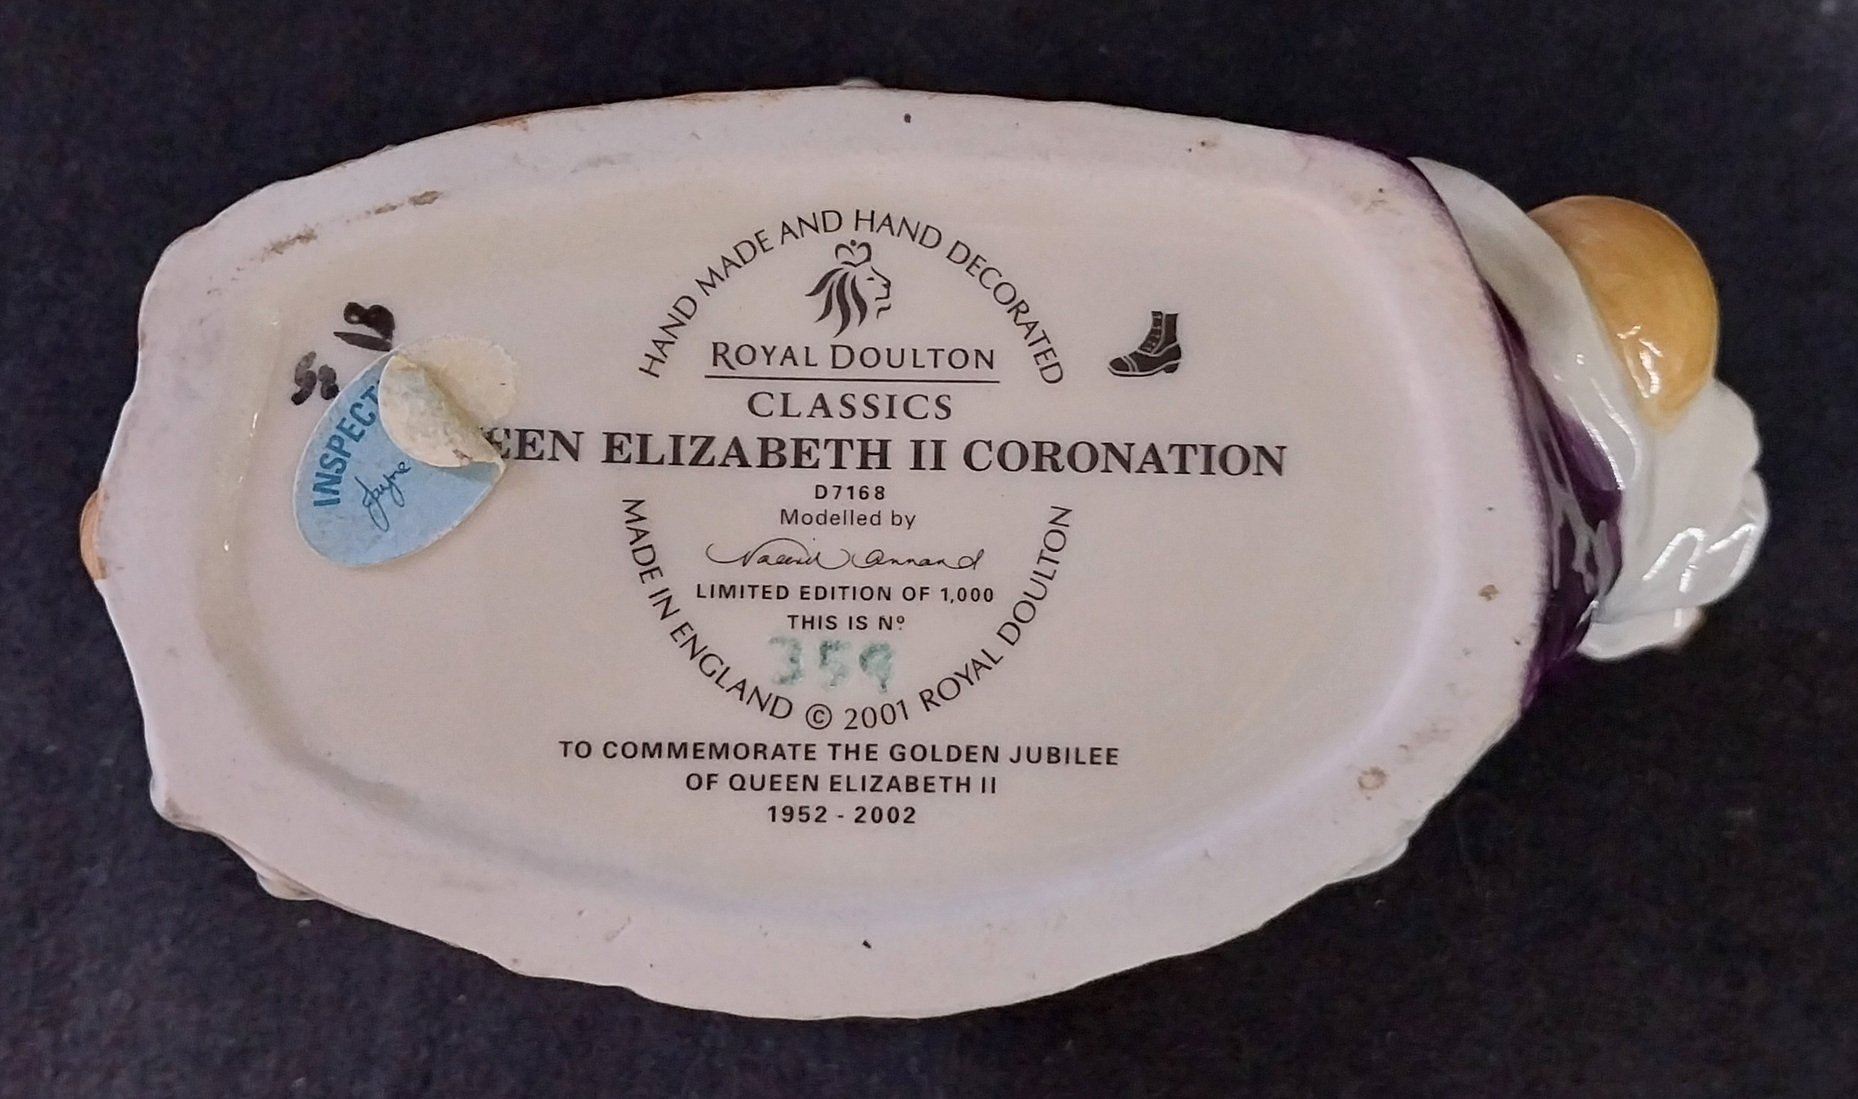 HAND MADE AND HAND DECORATED
ROYAL DOULTON
CLASSICS
EEN ELIZABETH II CORONATION
D7168
Modelled by
LIMITED EDITION OF 1,000
THIS IS Nº
359
MADE IN ENGLAND © 2001 ROYAL DOULTON
TO COMMEMORATE THE GOLDEN JUBILEE
OF QUEEN ELIZABETH II
1952 - 2002
INSPECT
Jayne